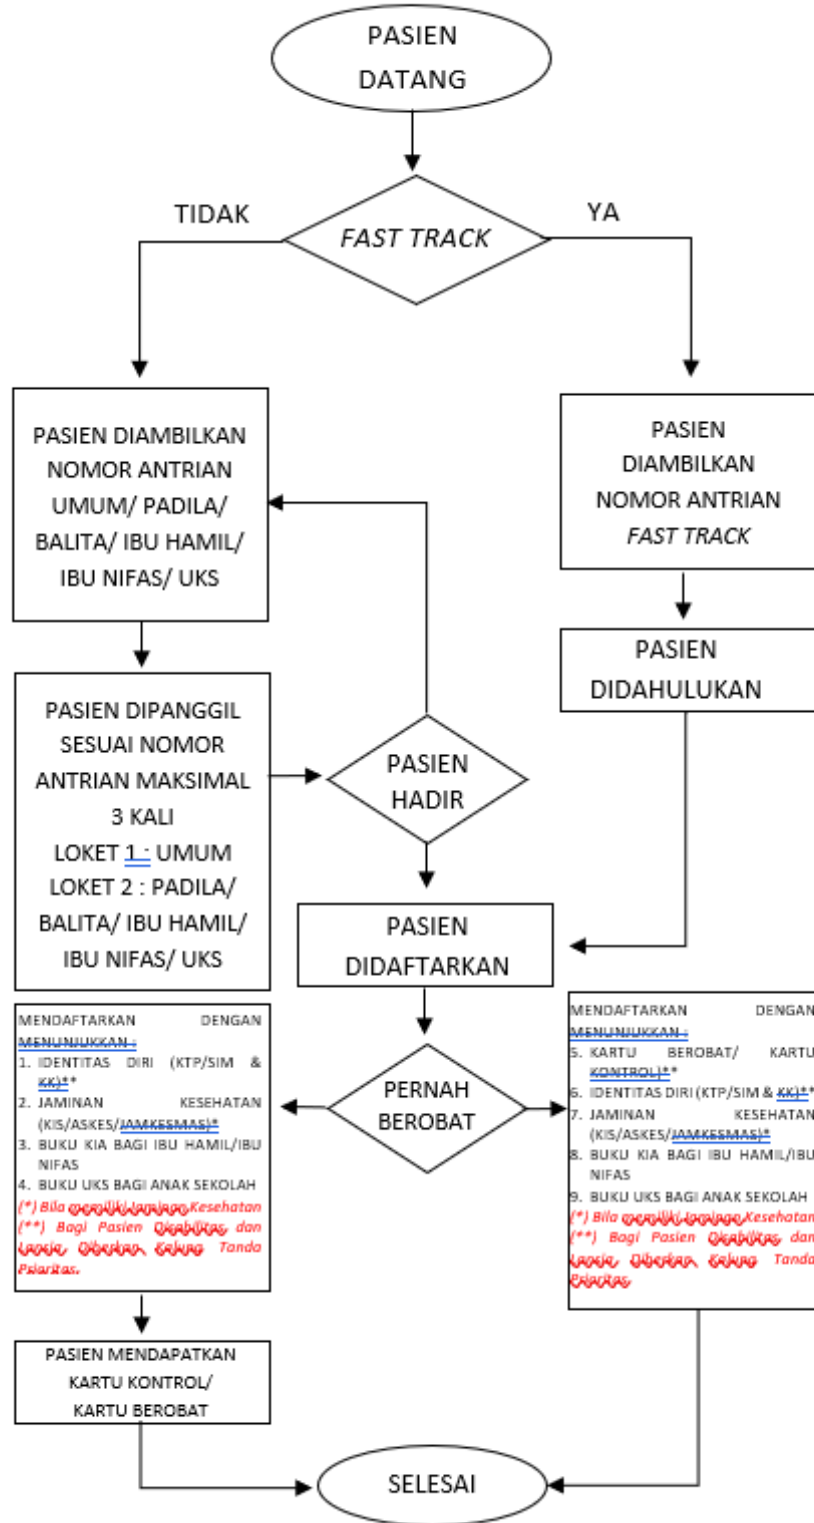 PASIEN
DATANG
TIDAK
YA
FAST TRACK
PASIEN DIAMBILKAN
NOMOR ANTRIAN
UMUM/ PADILA/
BALITA/ IBU HAMIL/
IBU NIFAS/ UKS
PASIEN
DIAMBILKAN
NOMOR ANTRIAN
FAST TRACK
PASIEN
DIDAHULUKAN
PASIEN DIPANGGIL
SESUAI NOMOR
ANTRIAN MAKSIMAL
3 KALI
LOKET 1 : UMUM
LOKET 2 : PADILA/
BALITA/ IBU HAMIL/
IBU NIFAS/ UKS
PASIEN
HADIR
PASIEN
DIDAFTARKAN
PERNAH
BEROBAT
MENDAFTARKAN DENGAN
MENUNJUKKAN :
1. IDENTITAS DIRI (KTP/SIM &
KK)**
2. JAMINAN KESEHATAN
(KIS/ASKES/JAMKESMAS)*
3. BUKU KIA BAGI IBU HAMIL/IBU
NIFAS
4. BUKU UKS BAGI ANAK SEKOLAH
(*) Bila memiliki Jaminan Kesehatan
(**) Bagi Pasien Disabilitas dan
Lansia, Diberikan Kalung Tanda
Prioritas.
MENDAFTARKAN DENGAN
MENUNJUKKAN :
5. KARTU BEROBAT/ KARTU
KONTROL)**
6. IDENTITAS DIRI (KTP/SIM & KK)**
7. JAMINAN KESEHATAN
(KIS/ASKES/JAMKESMAS)*
8. BUKU KIA BAGI IBU HAMIL/IBU
NIFAS
9. BUKU UKS BAGI ANAK SEKOLAH
(*) Bila memiliki Jaminan Kesehatan
(**) Bagi Pasien Disabilitas dan
Lansia, Diberikan Kalung Tanda
Prioritas.
PASIEN MENDAPATKAN
KARTU KONTROL/
KARTU BEROBAT
SELESAI